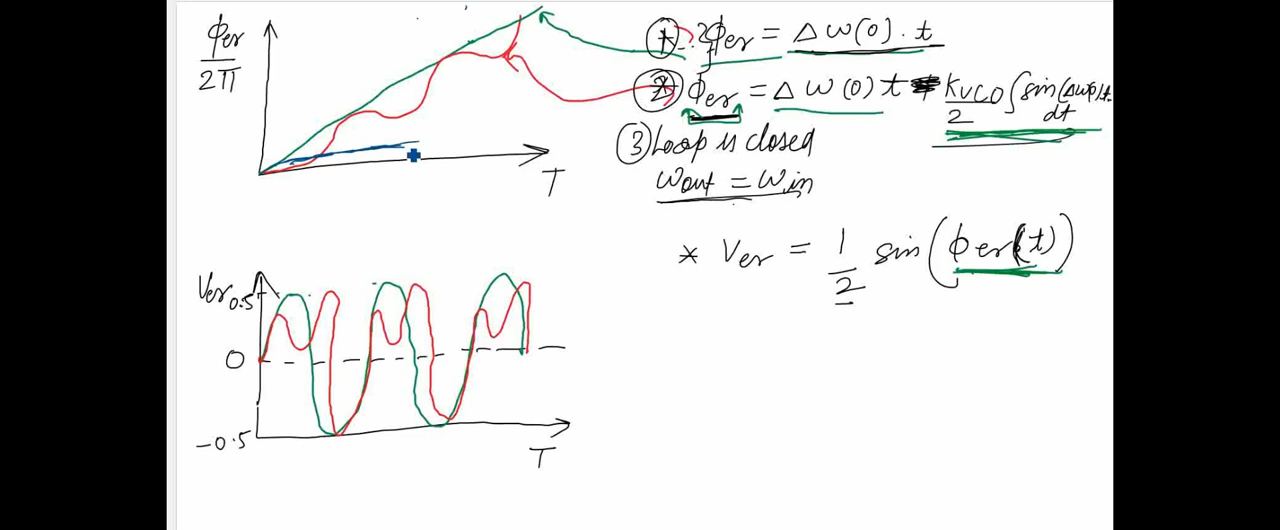 φer / 2π
T
① φer = Δω(0) . t
② φer = Δω(0) t Kvco/2 ∫ sin(Δω)t dt
③ Loop is closed
ωout = ωin
* Ver = 1/2 sin(φer(t))
Ver
0.5
0
-0.5
T